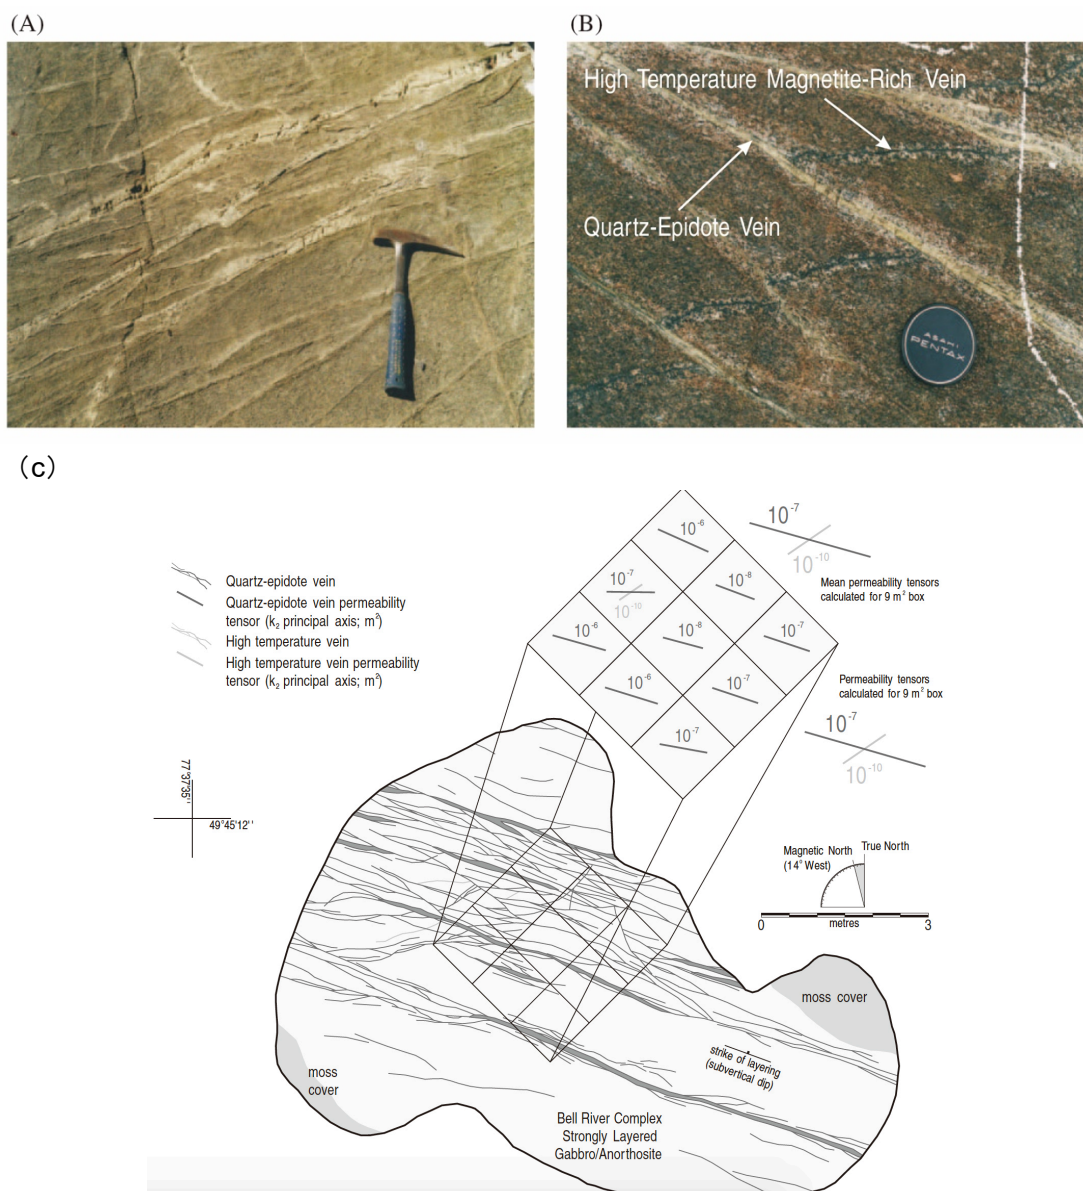 (A)
(B)
High Temperature Magnetite-Rich Vein
Quartz-Epidote Vein
ASAHI
PENTAX
(c)
Quartz-epidote vein
Quartz-epidote vein permeability
tensor (k2 principal axis; m2)
High temperature vein
High temperature vein permeability
tensor (k2 principal axis; m2)
10-6
10-7
10-10
10-8
10-6
10-8
10-7
10-6
10-7
10-7
10-7
10-10
Mean permeability tensors
calculated for 9 m2 box
Permeability tensors
calculated for 9 m2 box
10-7
10-10
77°37'35''
49°45'12''
Magnetic North
(14° West)
True North
0
3
metres
moss cover
strike of layering
(subvertical dip)
moss
cover
Bell River Complex
Strongly Layered
Gabbro/Anorthosite